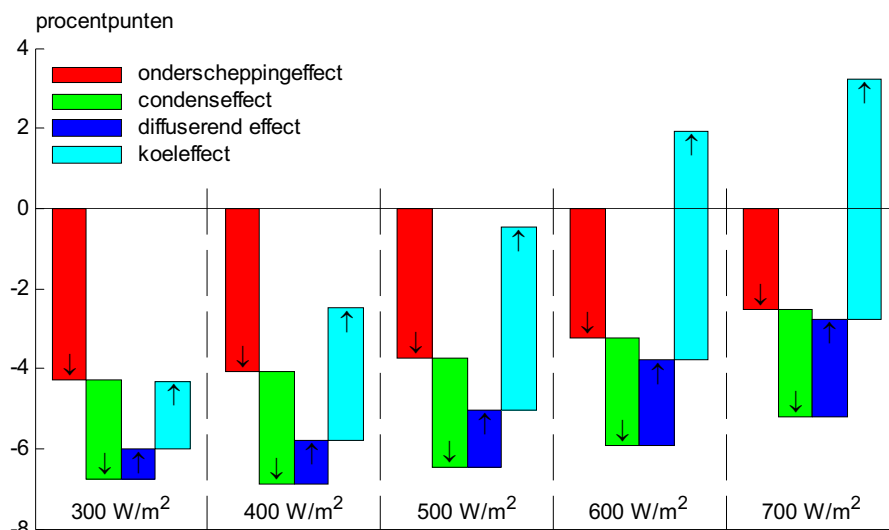 procentpunten
4
onderscheppingeffect
condenseffect
diffuserend effect
koeleffect
2
0
-2
-4
-6
-8
300 W/m² 400 W/m² 500 W/m² 600 W/m² 700 W/m²